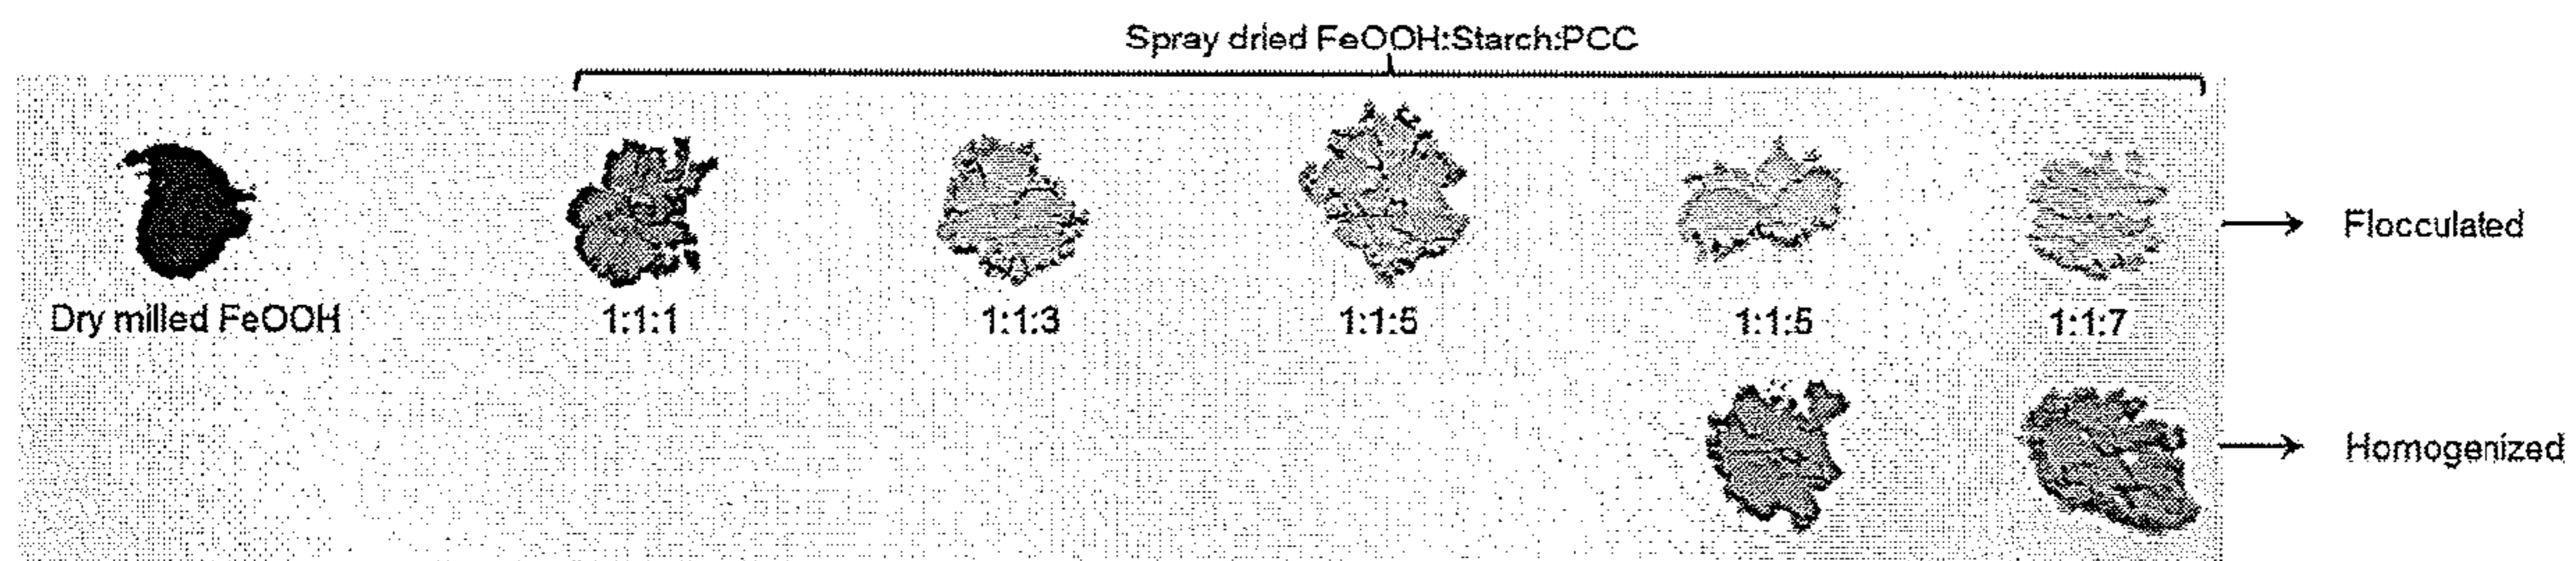 Spray dried FeOOH:Starch:PCC
Flocculated
Dry milled FeOOH 1:1:1 1:1:3 1:1:5 1:1:5 1:1:7
Homogenized